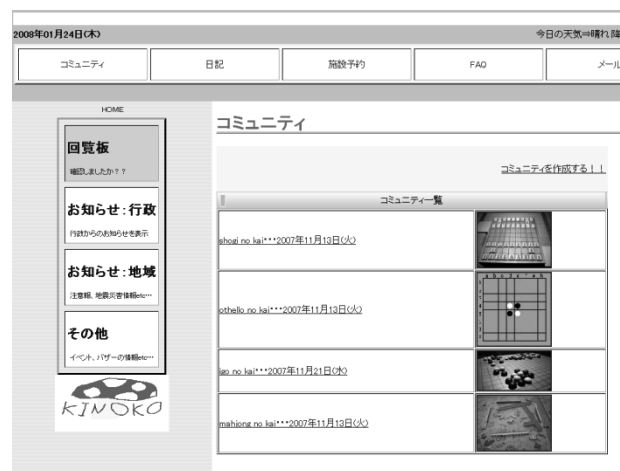 2008年01月24日(木)
今日の天気⇒晴れ 降
コミュニティ
日記
施設予約
FAQ
メール
HOME
回覧板
確認しましたか??
お知らせ:行政
行政からのお知らせを表示
お知らせ:地域
注意報、地震災害情報etc…
その他
イベント、バザーの情報etc…
KINOKO
コミュニティ
コミュニティを作成する!!
コミュニティ一覧
shogi no kai***2007年11月13日(火)
othello no kai***2007年11月13日(火)
igo no kai***2007年11月21日(水)
mahjong no kai***2007年11月13日(火)